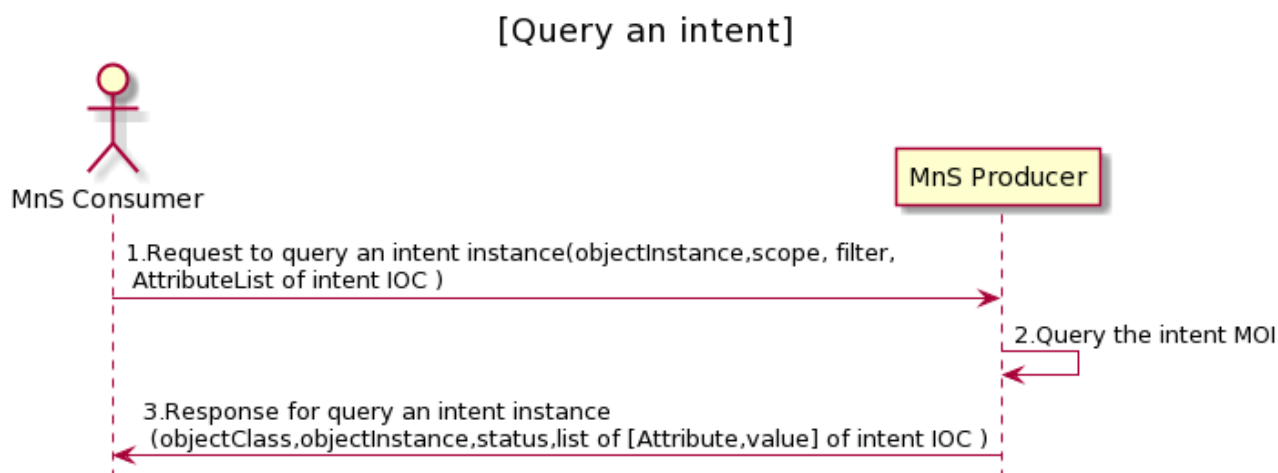 [Query an intent]
MnS Consumer
MnS Producer
1.Request to query an intent instance(objectInstance,scope, filter,
AttributeList of intent IOC )
2.Query the intent MOI
3.Response for query an intent instance
(objectClass,objectInstance,status,list of [Attribute,value] of intent IOC )